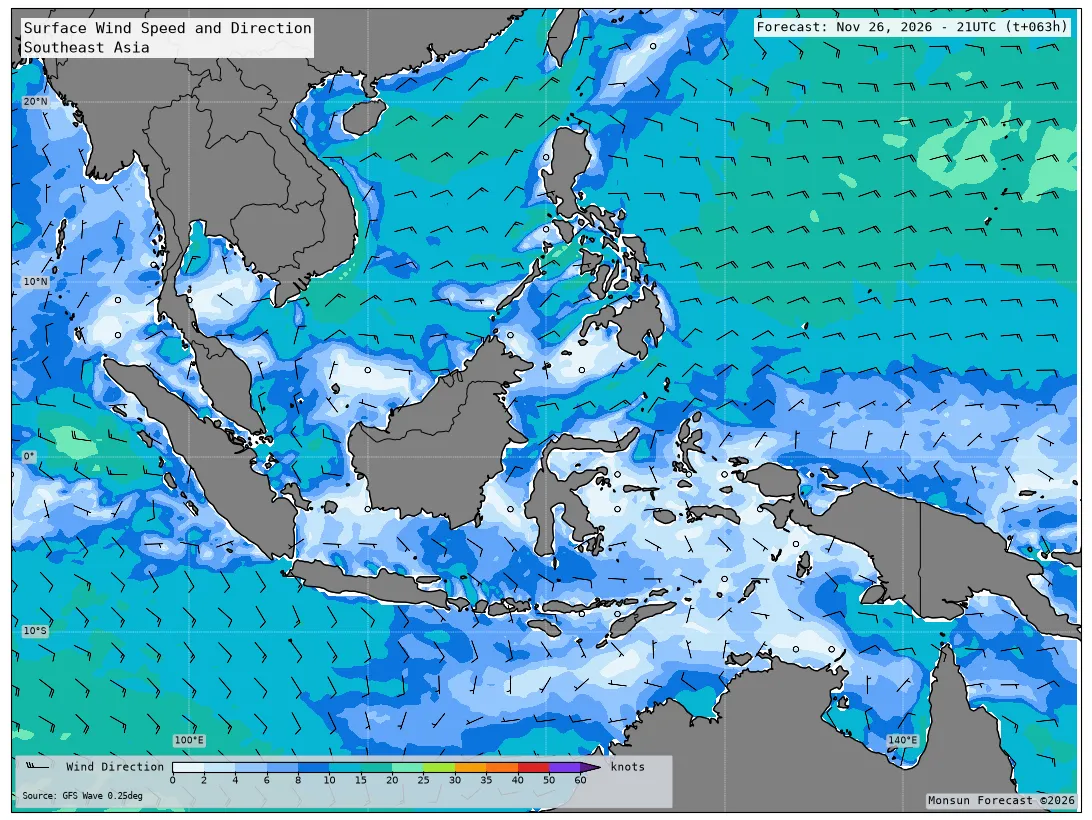 Surface Wind Speed and Direction
Southeast Asia
Forecast: Nov 26, 2026 - 21UTC (t+063h)
20°N
10°N
0°
10°S
100°E
140°E
Wind Direction
knots
0 2 4 6 8 10 15 20 25 30 35 40 50 60
Source: GFS Wave 0.25deg
Monsun Forecast ©2026